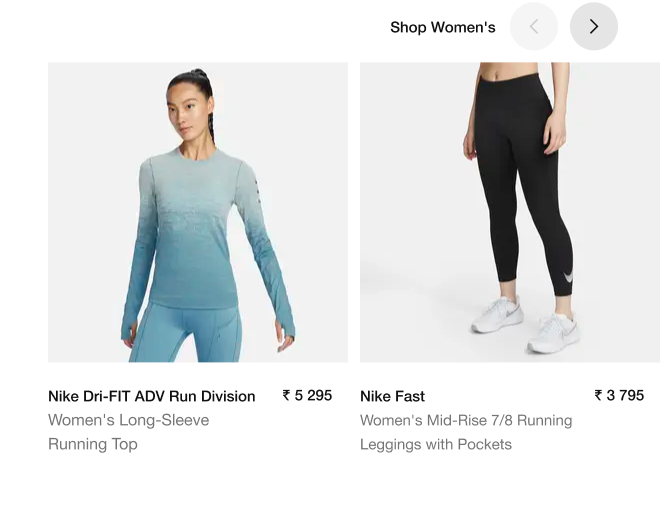 Shop Women's
Nike Dri-FIT ADV Run Division ₹ 5 295
Women's Long-Sleeve
Running Top
Nike Fast ₹ 3 795
Women's Mid-Rise 7/8 Running
Leggings with Pockets